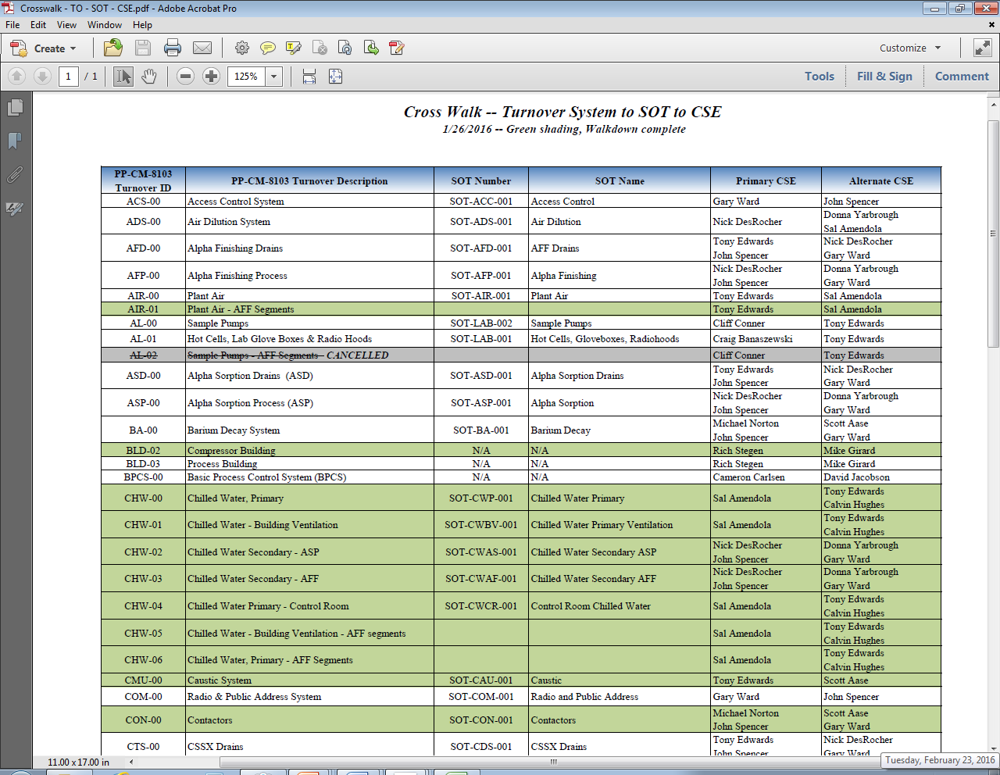 Crosswalk - TO - SOT - CSE.pdf - Adobe Acrobat Pro
File Edit View Window Help
Create Customize
1 / 1 125% Tools Fill & Sign Comment
Cross Walk -- Turnover System to SOT to CSE
1/26/2016 -- Green shading, Walkdown complete
PP-CM-8103 Turnover ID PP-CM-8103 Turnover Description SOT Number SOT Name Primary CSE Alternate CSE
ACS-00 Access Control System SOT-ACC-001 Access Control Gary Ward John Spencer
ADS-00 Air Dilution System SOT-ADS-001 Air Dilution Nick DesRocher Donna Yarbrough Sal Amendola
AFD-00 Alpha Finishing Drains SOT-AFD-001 AFF Drains Tony Edwards John Spencer Nick DesRocher Gary Ward
AFP-00 Alpha Finishing Process SOT-AFP-001 Alpha Finishing Nick DesRocher John Spencer Donna Yarbrough Gary Ward
AIR-00 Plant Air SOT-AIR-001 Plant Air Tony Edwards Sal Amendola
AIR-01 Plant Air - AFF Segments Tony Edwards Sal Amendola
AL-00 Sample Pumps SOT-LAB-002 Sample Pumps Cliff Conner Tony Edwards
AL-01 Hot Cells, Lab Glove Boxes & Radio Hoods SOT-LAB-001 Hot Cells, Gloveboxes, Radiohoods Craig Banaszewski Tony Edwards
AL-02 Sample Pumps - AFF Segments - CANCELLED Cliff Conner Tony Edwards
ASD-00 Alpha Sorption Drains (ASD) SOT-ASD-001 Alpha Sorption Drains Tony Edwards John Spencer Nick DesRocher Gary Ward
ASP-00 Alpha Sorption Process (ASP) SOT-ASP-001 Alpha Sorption Nick DesRocher John Spencer Donna Yarbrough Gary Ward
BA-00 Barium Decay System SOT-BA-001 Barium Decay Michael Norton John Spencer Scott Aase Gary Ward
BLD-02 Compressor Building N/A N/A Rich Stegen Mike Girard
BLD-03 Process Building N/A N/A Rich Stegen Mike Girard
BPCS-00 Basic Process Control System (BPCS) N/A N/A Cameron Carlsen David Jacobson
CHW-00 Chilled Water, Primary SOT-CWP-001 Chilled Water Primary Sal Amendola Tony Edwards Calvin Hughes
CHW-01 Chilled Water - Building Ventilation SOT-CWBV-001 Chilled Water Primary Ventilation Sal Amendola Tony Edwards Calvin Hughes
CHW-02 Chilled Water Secondary - ASP SOT-CWAS-001 Chilled Water Secondary ASP Nick DesRocher John Spencer Donna Yarbrough Gary Ward
CHW-03 Chilled Water Secondary - AFF SOT-CWAF-001 Chilled Water Secondary AFF Nick DesRocher John Spencer Donna Yarbrough Gary Ward
CHW-04 Chilled Water Primary - Control Room SOT-CWCR-001 Control Room Chilled Water Sal Amendola Tony Edwards Calvin Hughes
CHW-05 Chilled Water - Building Ventilation - AFF segments Sal Amendola Tony Edwards Calvin Hughes
CHW-06 Chilled Water, Primary - AFF Segments Sal Amendola Tony Edwards Calvin Hughes
CMU-00 Caustic System SOT-CAU-001 Caustic Tony Edwards Scott Aase
COM-00 Radio & Public Address System SOT-COM-001 Radio and Public Address Gary Ward John Spencer
CON-00 Contactors SOT-CON-001 Contactors Michael Norton John Spencer Scott Aase Gary Ward
CTS-00 CSSX Drains SOT-CDS-001 CSSX Drains Tony Edwards John Spencer Nick DesRocher Gary Ward
11.00 x 17.00 in
Tuesday, February 23, 2016